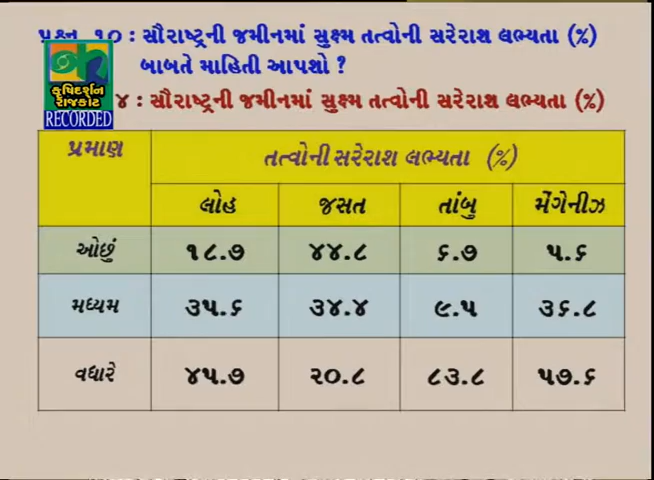 પ્રશ્ન ૧૦ : સૌરાષ્ટ્રની જમીનમાં સુક્ષ્મ તત્વોની સરેરાશ લભ્યતા (%)
બાબતે માહિતી આપશો ?
કૃષિદર્શન
રાજકોટ
RECORDED
૪ : સૌરાષ્ટ્રની જમીનમાં સુક્ષ્મ તત્વોની સરેરાશ લભ્યતા (%)
પ્રમાણ તત્વોની સરેરાશ લભ્યતા (%)
લોહ જસત તાંબુ મેંગેનીઝ
ઓછું ૧૮.૭ ૪૪.૮ ૬.૭ ૫.૬
મધ્યમ ૩૫.૬ ૩૪.૪ ૯.૫ ૩૬.૮
વધારે ૪૫.૭ ૨૦.૮ ૮૩.૮ ૫૭.૬